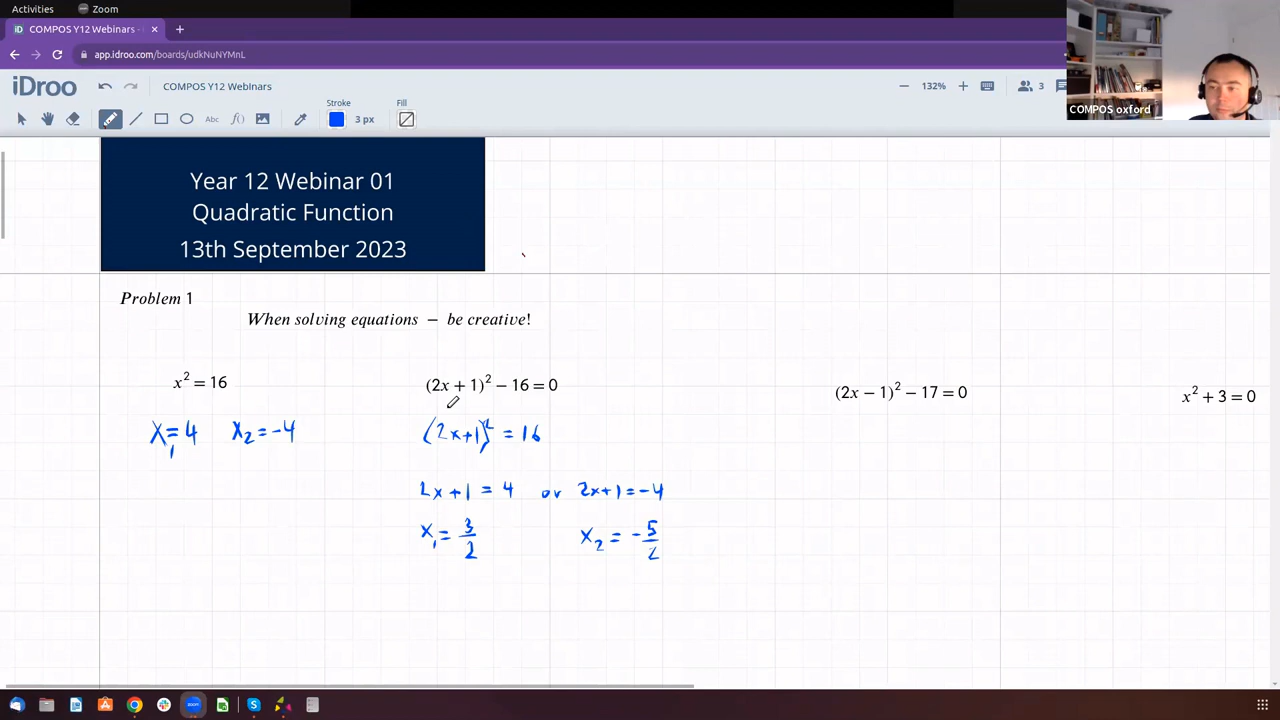 Activities Zoom
COMPOS Y12 Webinars -
app.idroo.com/boards/udkNuNYMnL
iDroo COMPOS Y12 Webinars 132% 3
Stroke Fill
Abc f() 3 px
COMPOS oxford
Year 12 Webinar 01
Quadratic Function
13th September 2023
Problem 1
When solving equations – be creative!
x² = 16
(2x + 1)² − 16 = 0
(2x − 1)² − 17 = 0
x² + 3 = 0
x₁ = 4 x₂ = -4
(2x+1)² = 16
2x+1 = 4 or 2x+1 = -4
x₁ = 3/2 x₂ = -5/2